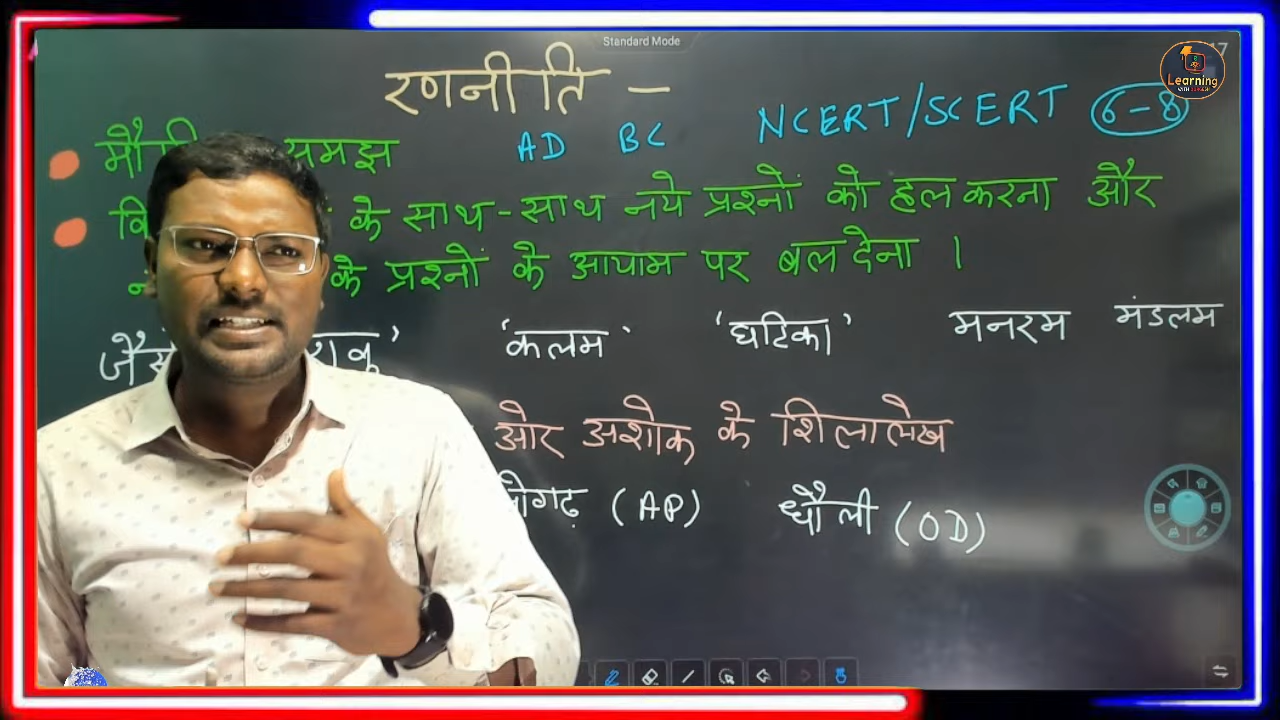 Standard Mode
Learning
रणनीति –
समझ AD BC NCERT/SCERT 6-8
के साथ-साथ नये प्रश्नों को हल करना और
के प्रश्नों के आयाम पर बल देना ।
'कलम' 'घटिका' मनरम मंडलम
ओर अशोक के शिलालेख
(AP) धौली (OD)